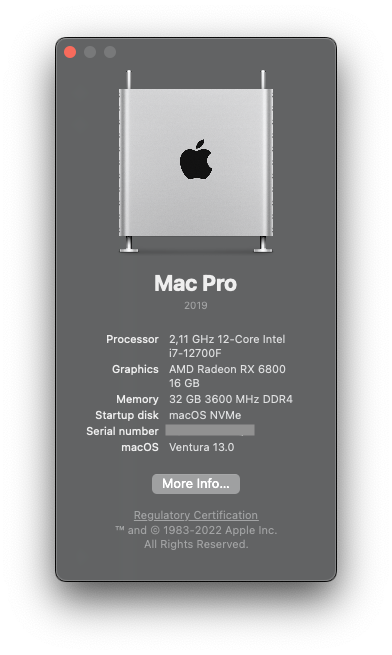 Mac Pro
2019
Processor 2,11 GHz 12-Core Intel
i7-12700F
Graphics AMD Radeon RX 6800
16 GB
Memory 32 GB 3600 MHz DDR4
Startup disk macOS NVMe
Serial number
macOS Ventura 13.0
More Info...
Regulatory Certification
™ and © 1983-2022 Apple Inc.
All Rights Reserved.